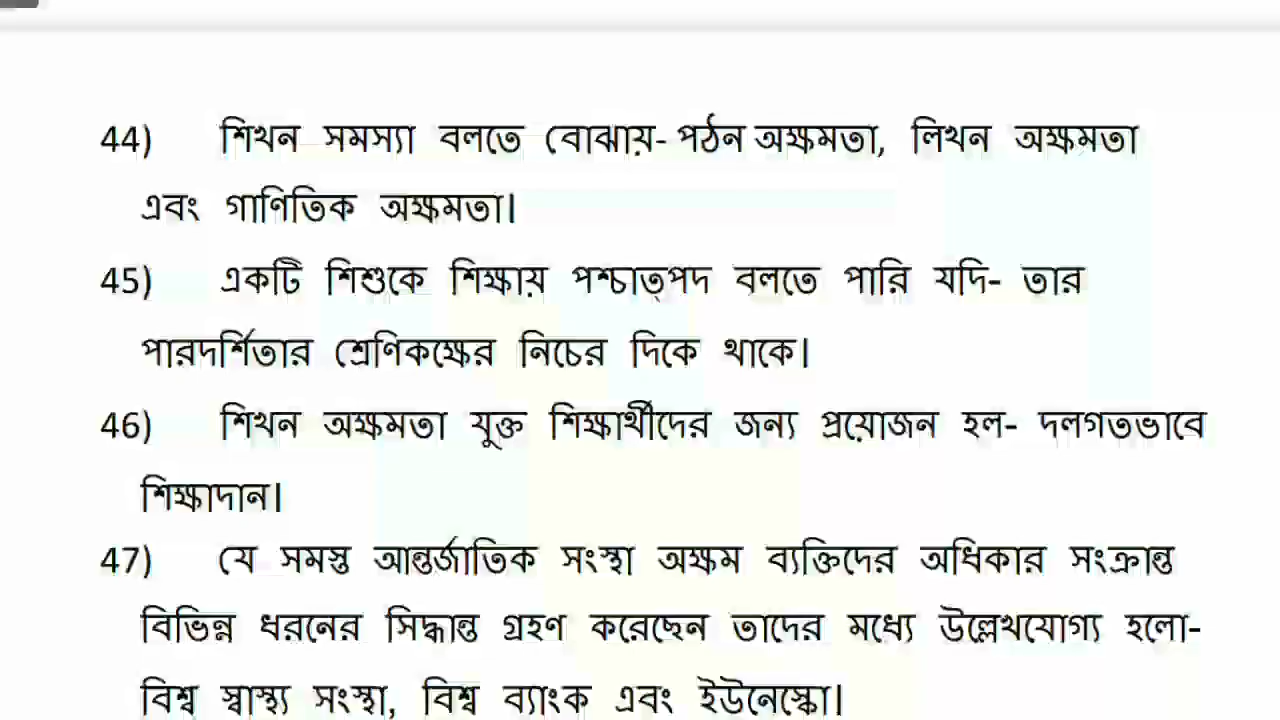 44) শিখন সমস্যা বলতে বোঝায়- পঠন অক্ষমতা, লিখন অক্ষমতা
এবং গাণিতিক অক্ষমতা।
45) একটি শিশুকে শিক্ষায় পশ্চাত্পদ বলতে পারি যদি- তার
পারদর্শিতার শ্রেণিকক্ষের নিচের দিকে থাকে।
46) শিখন অক্ষমতা যুক্ত শিক্ষার্থীদের জন্য প্রয়োজন হল- দলগতভাবে
শিক্ষাদান।
47) যে সমস্ত আন্তর্জাতিক সংস্থা অক্ষম ব্যক্তিদের অধিকার সংক্রান্ত
বিভিন্ন ধরনের সিদ্ধান্ত গ্রহণ করেছেন তাদের মধ্যে উল্লেখযোগ্য হলো-
বিশ্ব স্বাস্থ্য সংস্থা, বিশ্ব ব্যাংক এবং ইউনেস্কো।